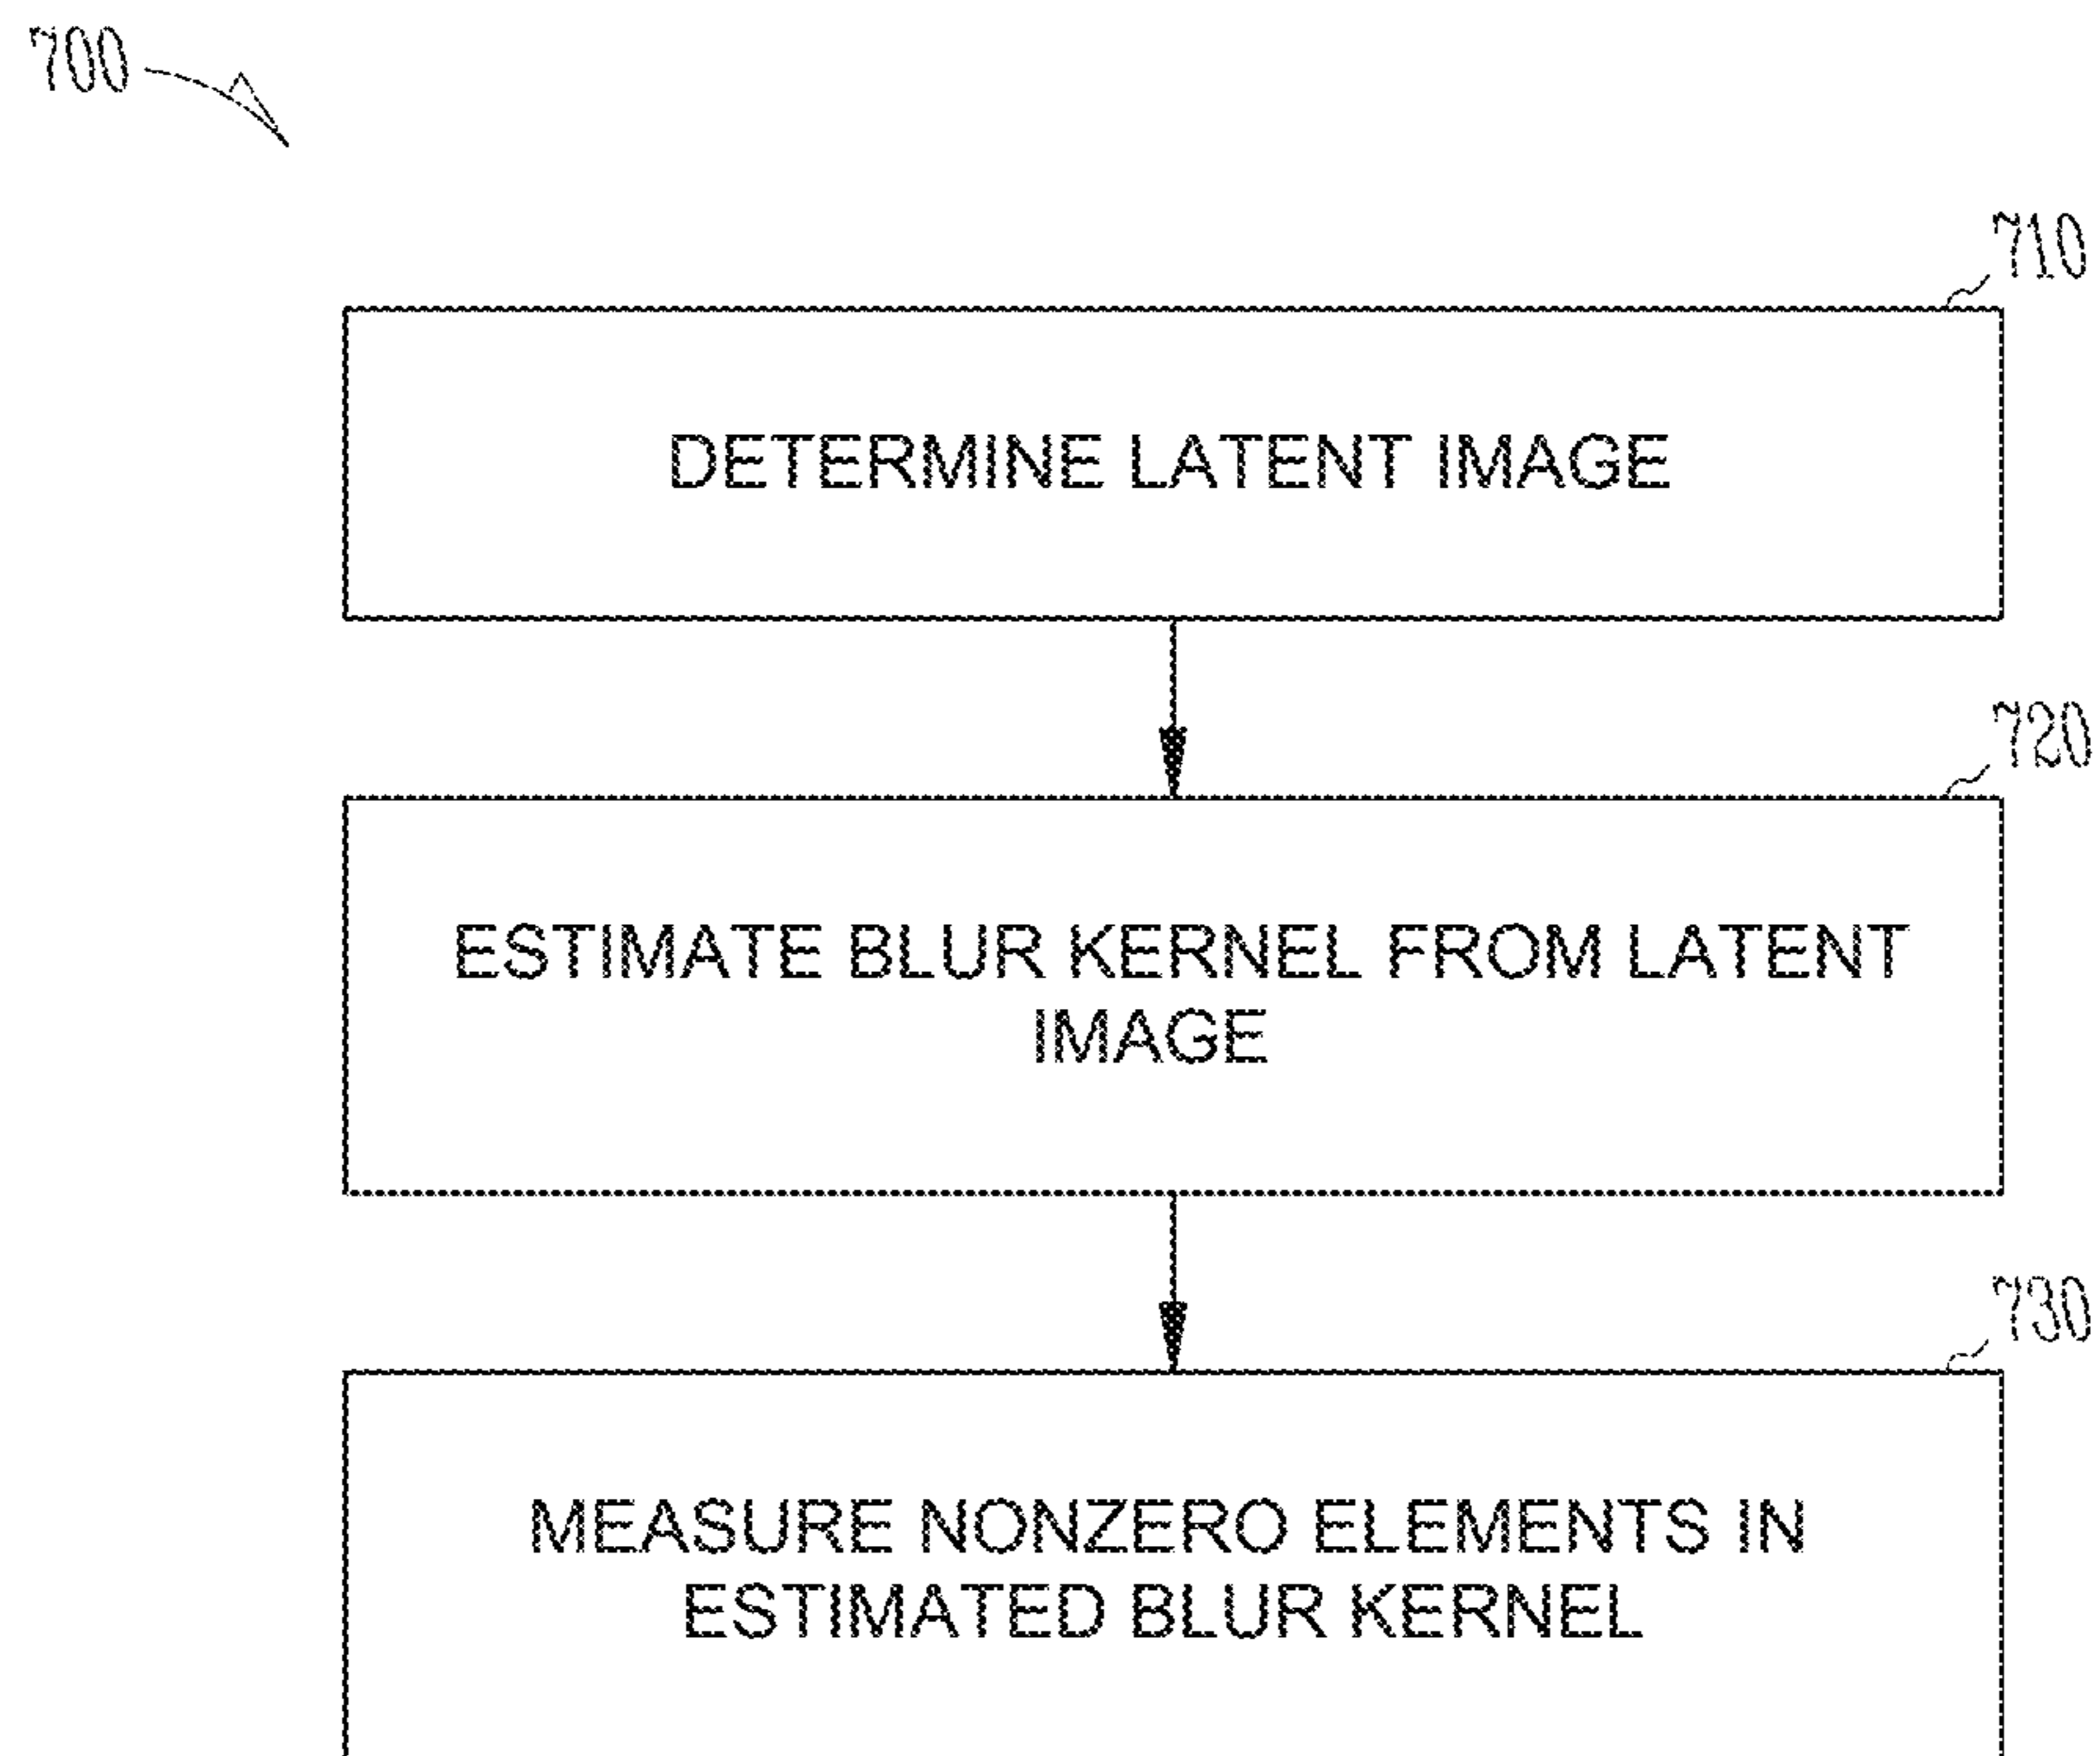 700
710
DETERMINE LATENT IMAGE
720
ESTIMATE BLUR KERNEL FROM LATENT
IMAGE
730
MEASURE NONZERO ELEMENTS IN
ESTIMATED BLUR KERNEL